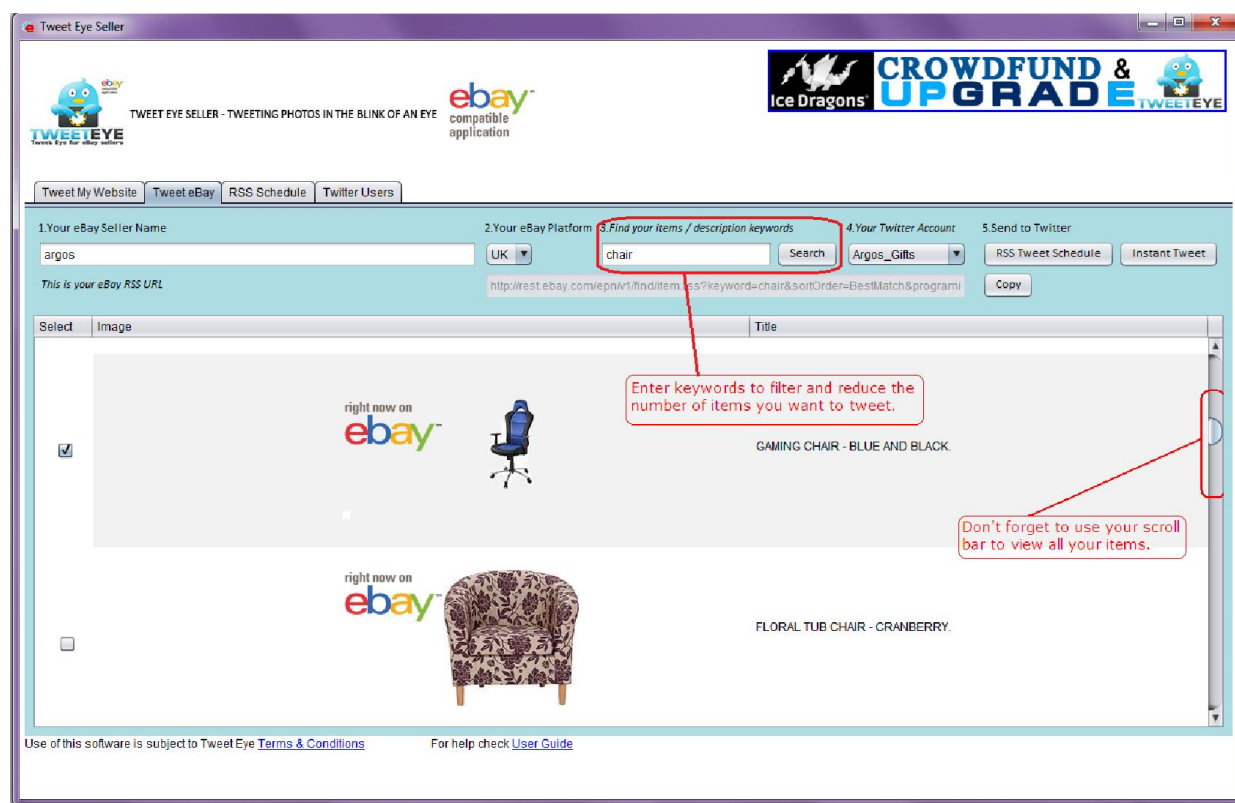 Tweet Eye Seller
ebay
TWEETEYE
Tweet Eye for eBay sellers
TWEET EYE SELLER - TWEETING PHOTOS IN THE BLINK OF AN EYE
ebay
compatible
application
Ice Dragons
CROWDFUND &
UPGRADE
TWEETEYE
Tweet My Website
Tweet eBay
RSS Schedule
Twitter Users
1.Your eBay Seller Name
2.Your eBay Platform
3.Find your items / description keywords
4.Your Twitter Account
5.Send to Twitter
argos
UK
chair
Search
Argos_Gifts
RSS Tweet Schedule
Instant Tweet
This is your eBay RSS URL
http://rest.ebay.com/epn/v1/find/item.rss?keyword=chair&sortOrder=BestMatch&programi
Copy
Select
Image
Title
Enter keywords to filter and reduce the
number of items you want to tweet.
right now on
ebay
GAMING CHAIR - BLUE AND BLACK.
Don't forget to use your scroll
bar to view all your items.
right now on
ebay
FLORAL TUB CHAIR - CRANBERRY.
Use of this software is subject to Tweet Eye Terms & Conditions
For help check User Guide